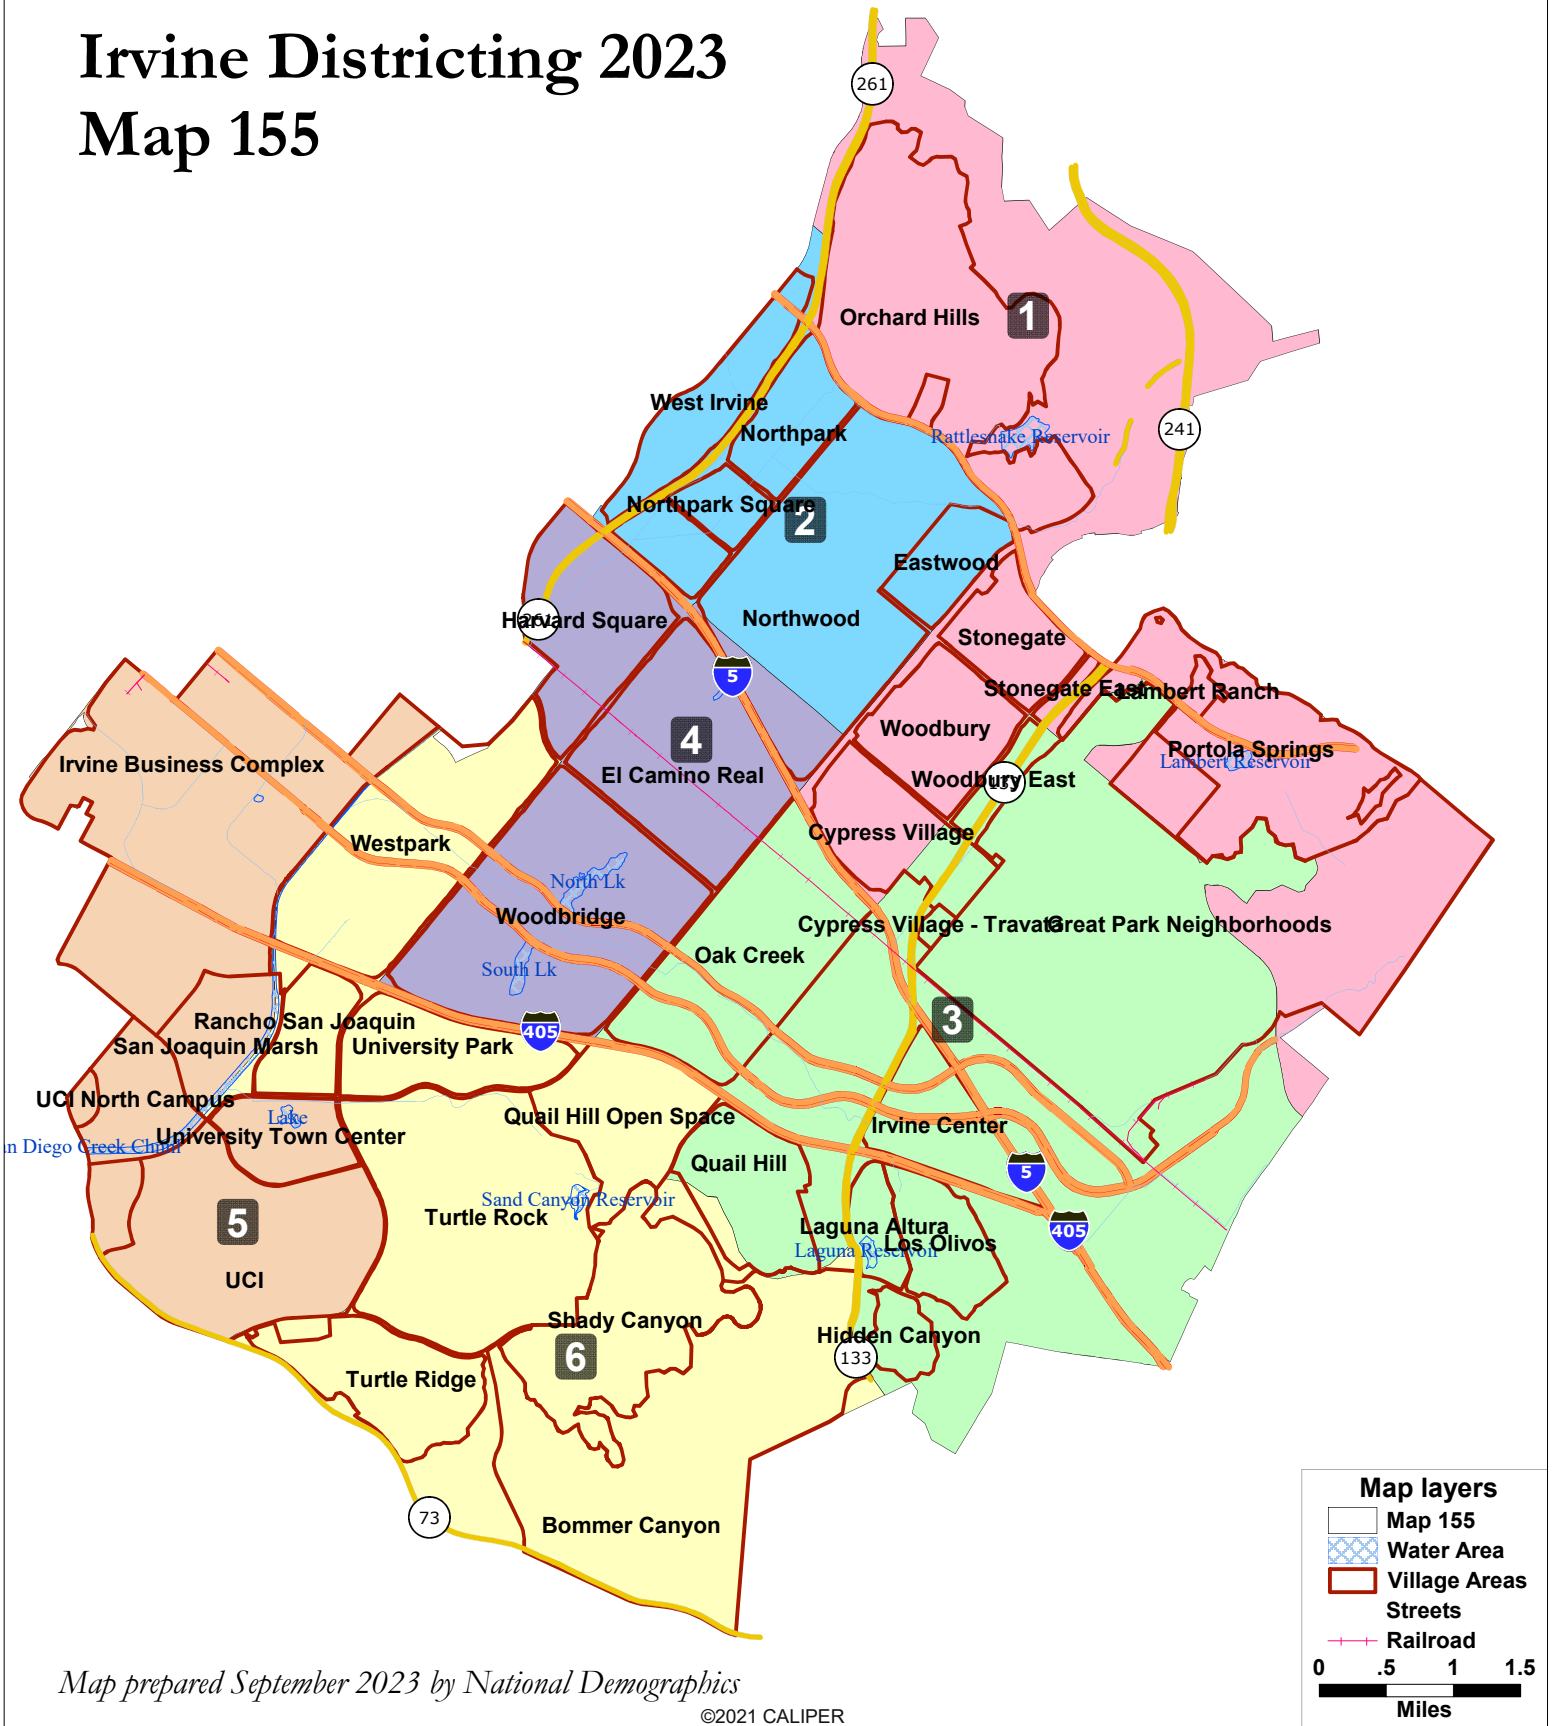 Irvine Districting 2023
Map 155
261
Orchard Hills
1
West Irvine
Northpark
Rattlesnake Reservoir
241
Northpark Square
2
Eastwood
Harvard Square
Northwood
Stonegate
5
Stonegate East
Lambert Ranch
Woodbury
4
Portola Springs
Lambert Reservoir
Irvine Business Complex
El Camino Real
Woodbury East
133
Westpark
Cypress Village
North Lk
Woodbridge
Cypress Village - Travata
Great Park Neighborhoods
Oak Creek
South Lk
Rancho San Joaquin
405
3
San Joaquin Marsh
University Park
UCI North Campus
Lake
Quail Hill Open Space
Irvine Center
University Town Center
San Diego Creek Chnnl
Quail Hill
5
Sand Canyon Reservoir
5
Turtle Rock
Laguna Altura
405
Los Olivos
Laguna Reservoir
UCI
Shady Canyon
Hidden Canyon
6
133
Turtle Ridge
73
Bommer Canyon
Map layers
Map 155
Water Area
Village Areas
Streets
Railroad
0 .5 1 1.5
Miles
Map prepared September 2023 by National Demographics
©2021 CALIPER